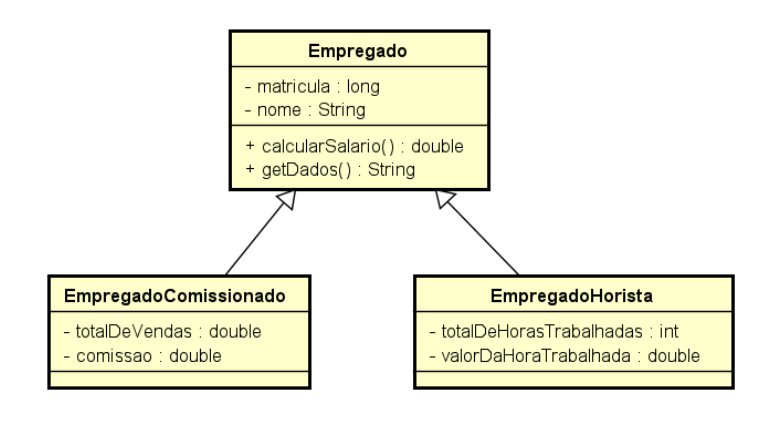 Empregado
- matricula : long
- nome : String
+ calcularSalario() : double
+ getDados() : String
EmpregadoComissionado
- totalDeVendas : double
- comissao : double
EmpregadoHorista
- totalDeHorasTrabalhadas : int
- valorDaHoraTrabalhada : double